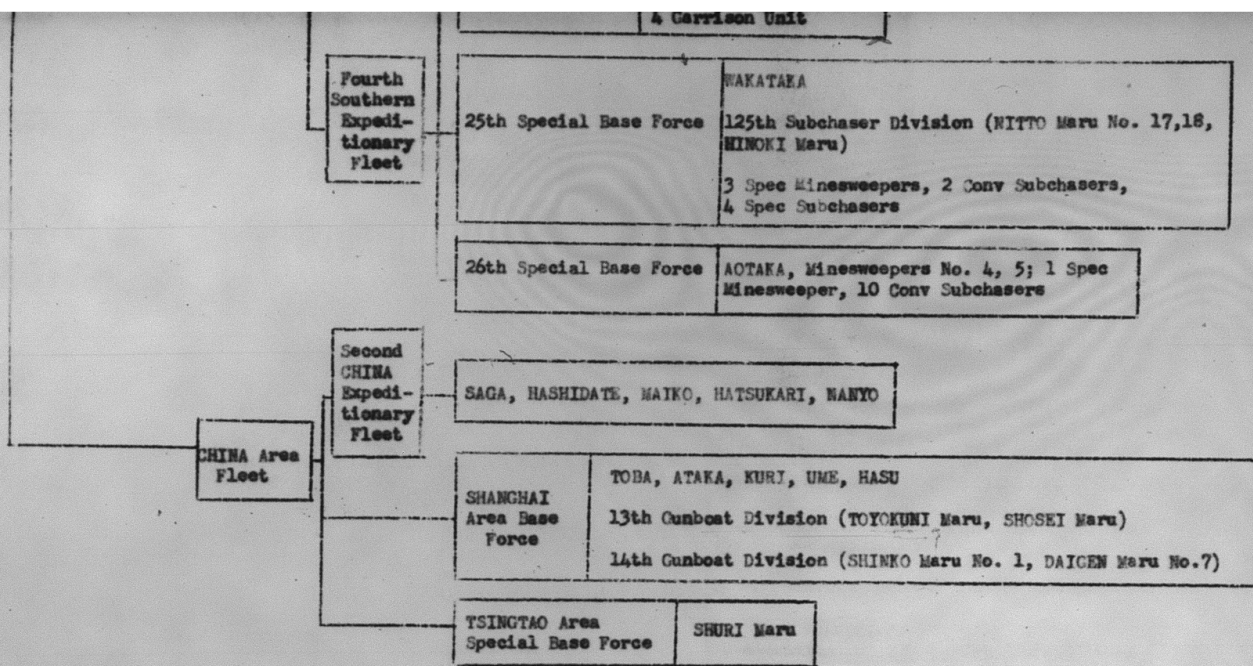 4 Garrison Unit
Fourth
Southern
Expedi-
tionary
Fleet
25th Special Base Force
WAKATAKA
125th Subchaser Division (NITTO Maru No. 17,18,
HINOKI Maru)
3 Spec Minesweepers, 2 Conv Subchasers,
4 Spec Subchasers
26th Special Base Force
AOTAKA, Minesweepers No. 4, 5; 1 Spec
Minesweeper, 10 Conv Subchasers
CHINA Area
Fleet
Second
CHINA
Expedi-
tionary
Fleet
SAGA, HASHIDATE, MAIKO, HATSUKARI, NANYO
SHANGHAI
Area Base
Force
TOBA, ATAKA, KURI, UME, HASU
13th Gunboat Division (TOYOKUNI Maru, SHOSEI Maru)
14th Gunboat Division (SHINKO Maru No. 1, DAIGEN Maru No.7)
TSINGTAO Area
Special Base Force
SHURI Maru